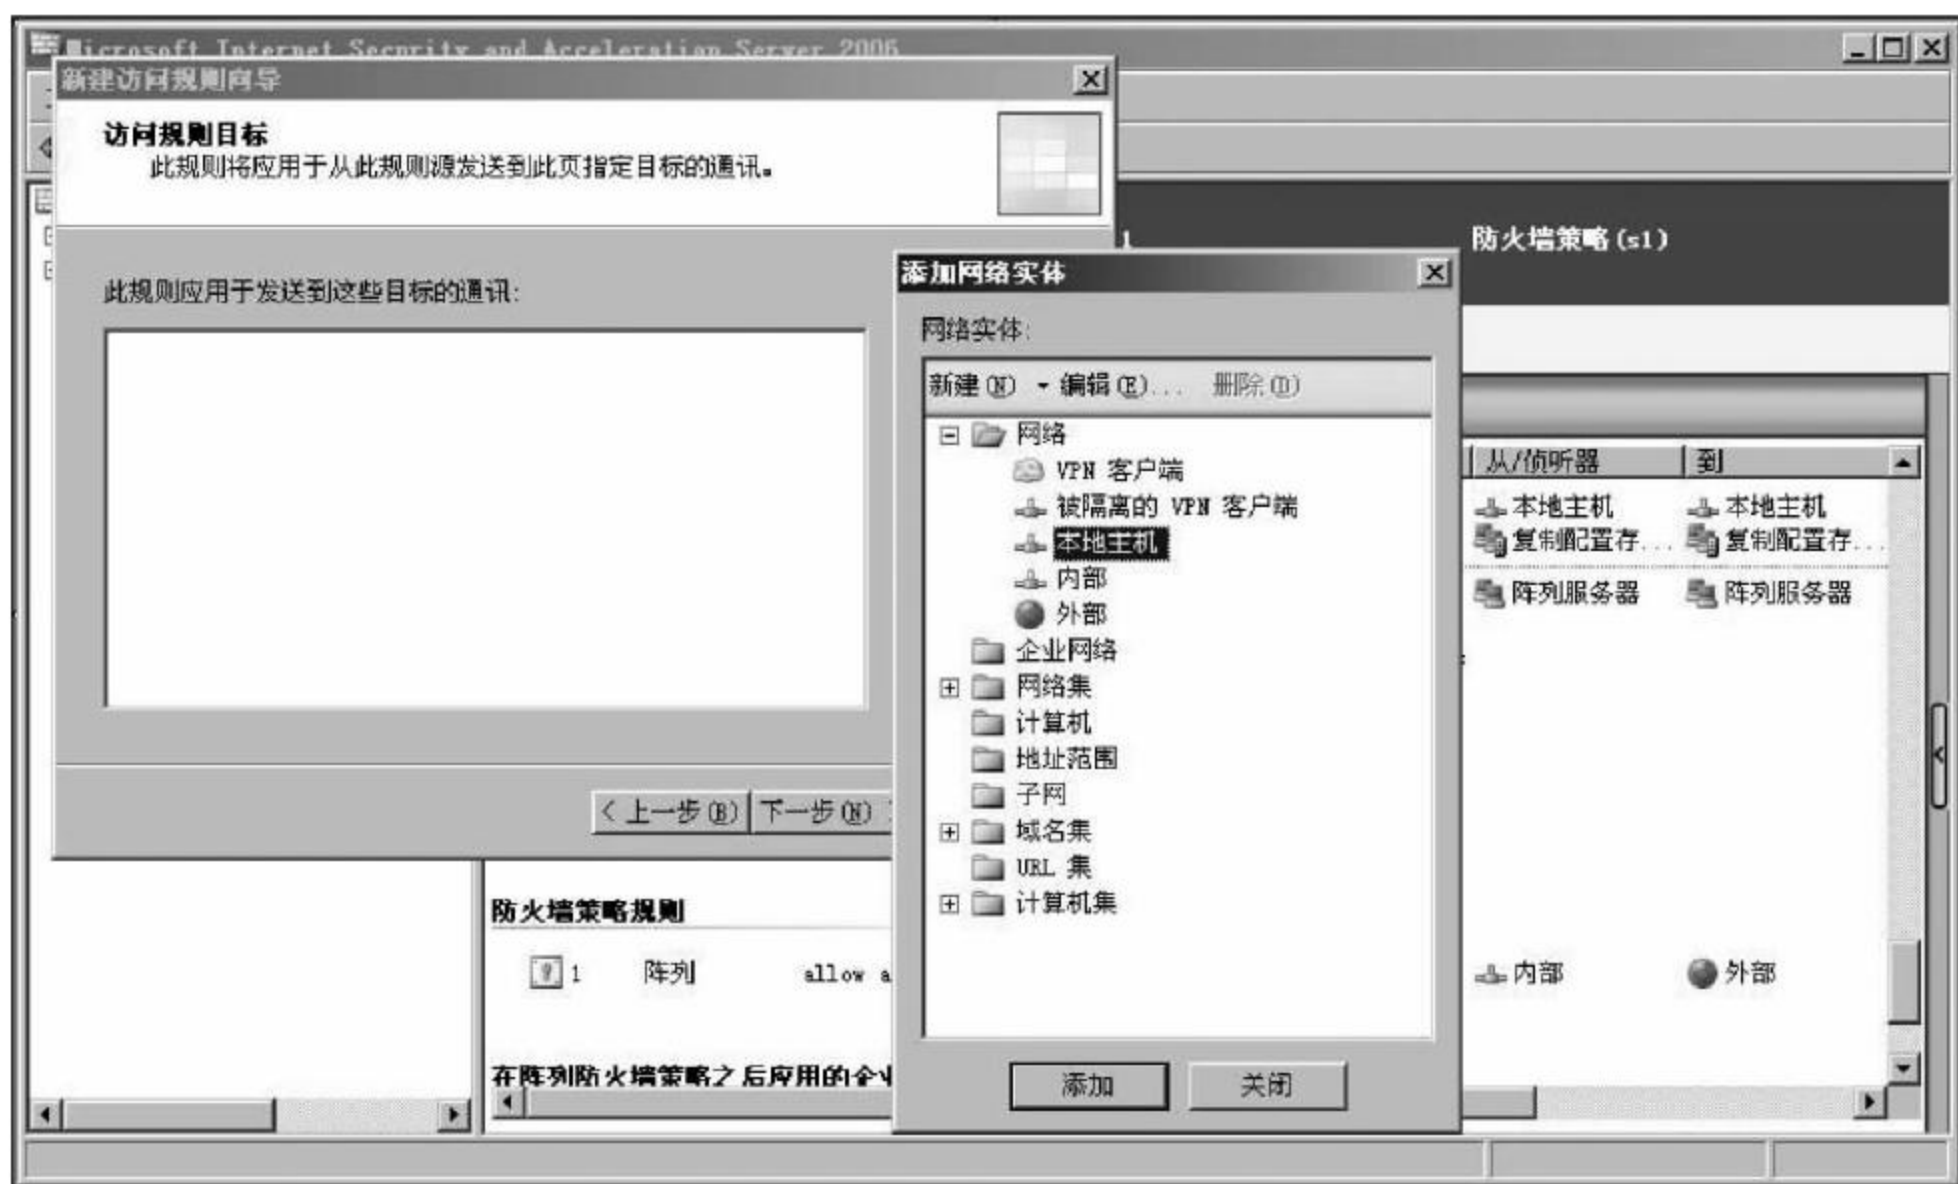 Microsoft Internet Security and Acceleration Server 2006
新建访问规则向导
访问规则目标
此规则将应用于从此规则源发送到此页指定目标的通讯。
此规则应用于发送到这些目标的通讯:
< 上一步(B)
下一步(N)
防火墙策略(s1)
添加网络实体
网络实体:
新建(N) 编辑(E)... 删除(D)
网络
VPN 客户端
被隔离的 VPN 客户端
本地主机
内部
外部
企业网络
网络集
计算机
地址范围
子网
域名集
URL 集
计算机集
添加
关闭
从/侦听器 到
本地主机 本地主机
复制配置存... 复制配置存...
阵列服务器 阵列服务器
防火墙策略规则
1 阵列 allow a
内部 外部
在阵列防火墙策略之后应用的企